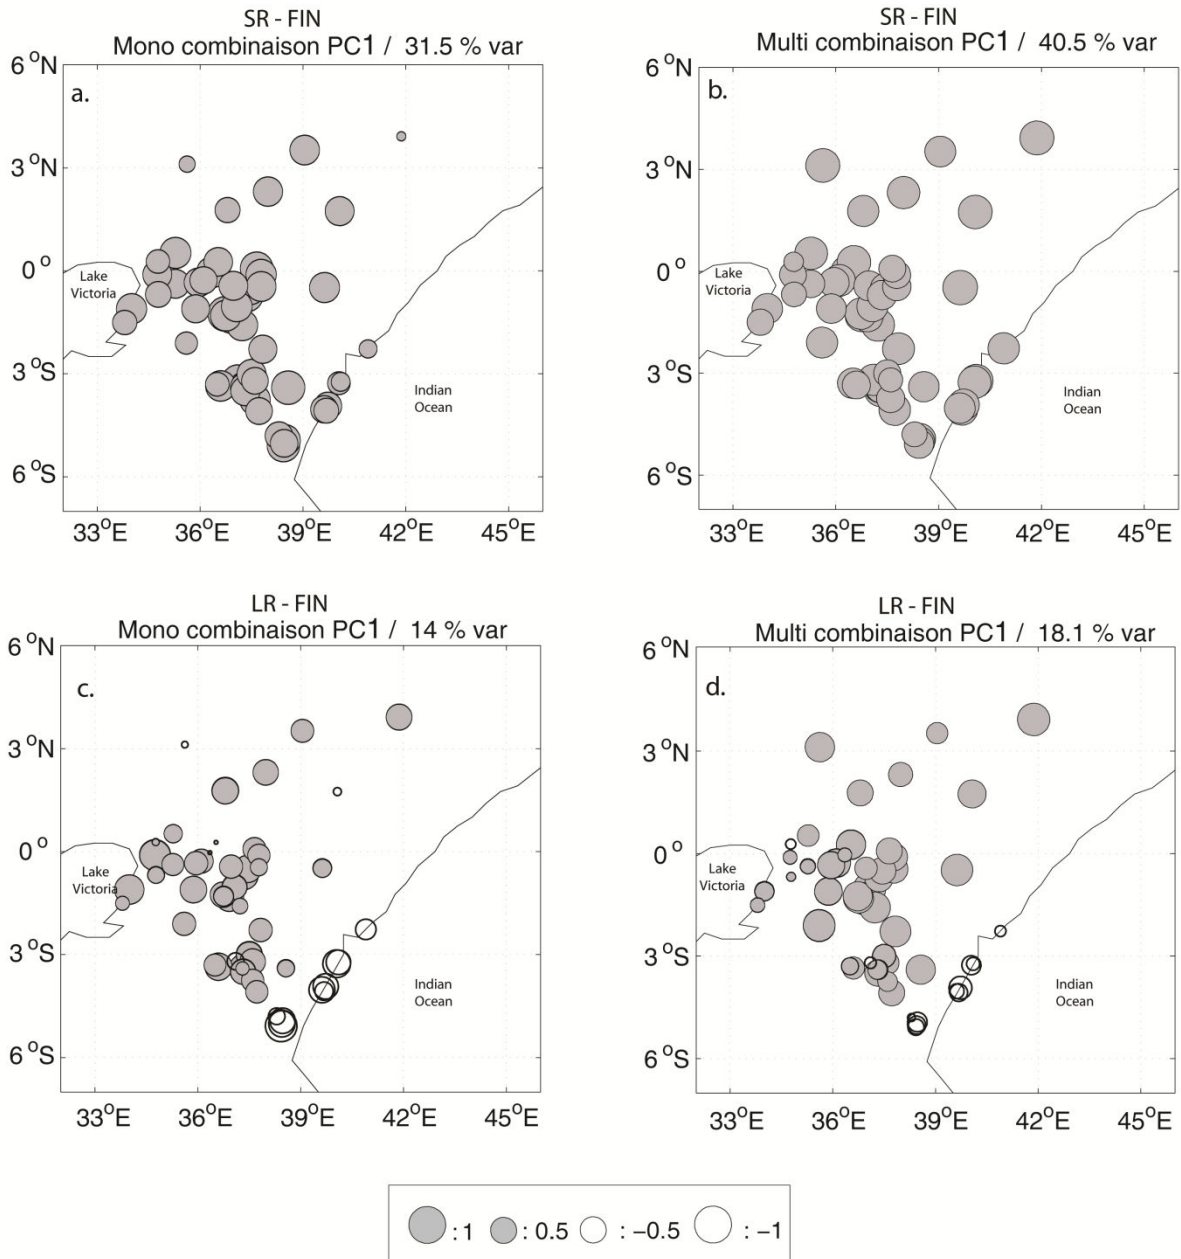 SR - FIN
Mono combinaison PC1 / 31.5 % var
6 °N
3 °N
0 °
3 °S
6 °S
a.
Lake
Victoria
Indian
Ocean
33°E 36°E 39°E 42°E 45°E
SR - FIN
Multi combinaison PC1 / 40.5 % var
6 °N
3 °N
0 °
3 °S
6 °S
b.
Lake
Victoria
Indian
Ocean
33°E 36°E 39°E 42°E 45°E
LR - FIN
Mono combinaison PC1 / 14 % var
6 °N
3 °N
0 °
3 °S
6 °S
c.
Lake
Victoria
Indian
Ocean
33°E 36°E 39°E 42°E 45°E
LR - FIN
Multi combinaison PC1 / 18.1 % var
6 °N
3 °N
0 °
3 °S
6 °S
d.
Lake
Victoria
Indian
Ocean
33°E 36°E 39°E 42°E 45°E
: 1 : 0.5 : −0.5 : −1